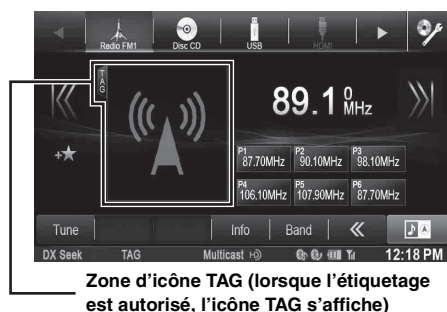 Radio FM1 Disc CD USB HDMI
TAG
89.1 0 MHz
P1 87.70MHz P2 90.10MHz P3 98.10MHz
P4 106.10MHz P5 107.90MHz P6 87.70MHz
Tune Info Band
DX Seek TAG Multicast HD 12:18 PM
Zone d'icône TAG (lorsque l'étiquetage
est autorisé, l'icône TAG s'affiche)